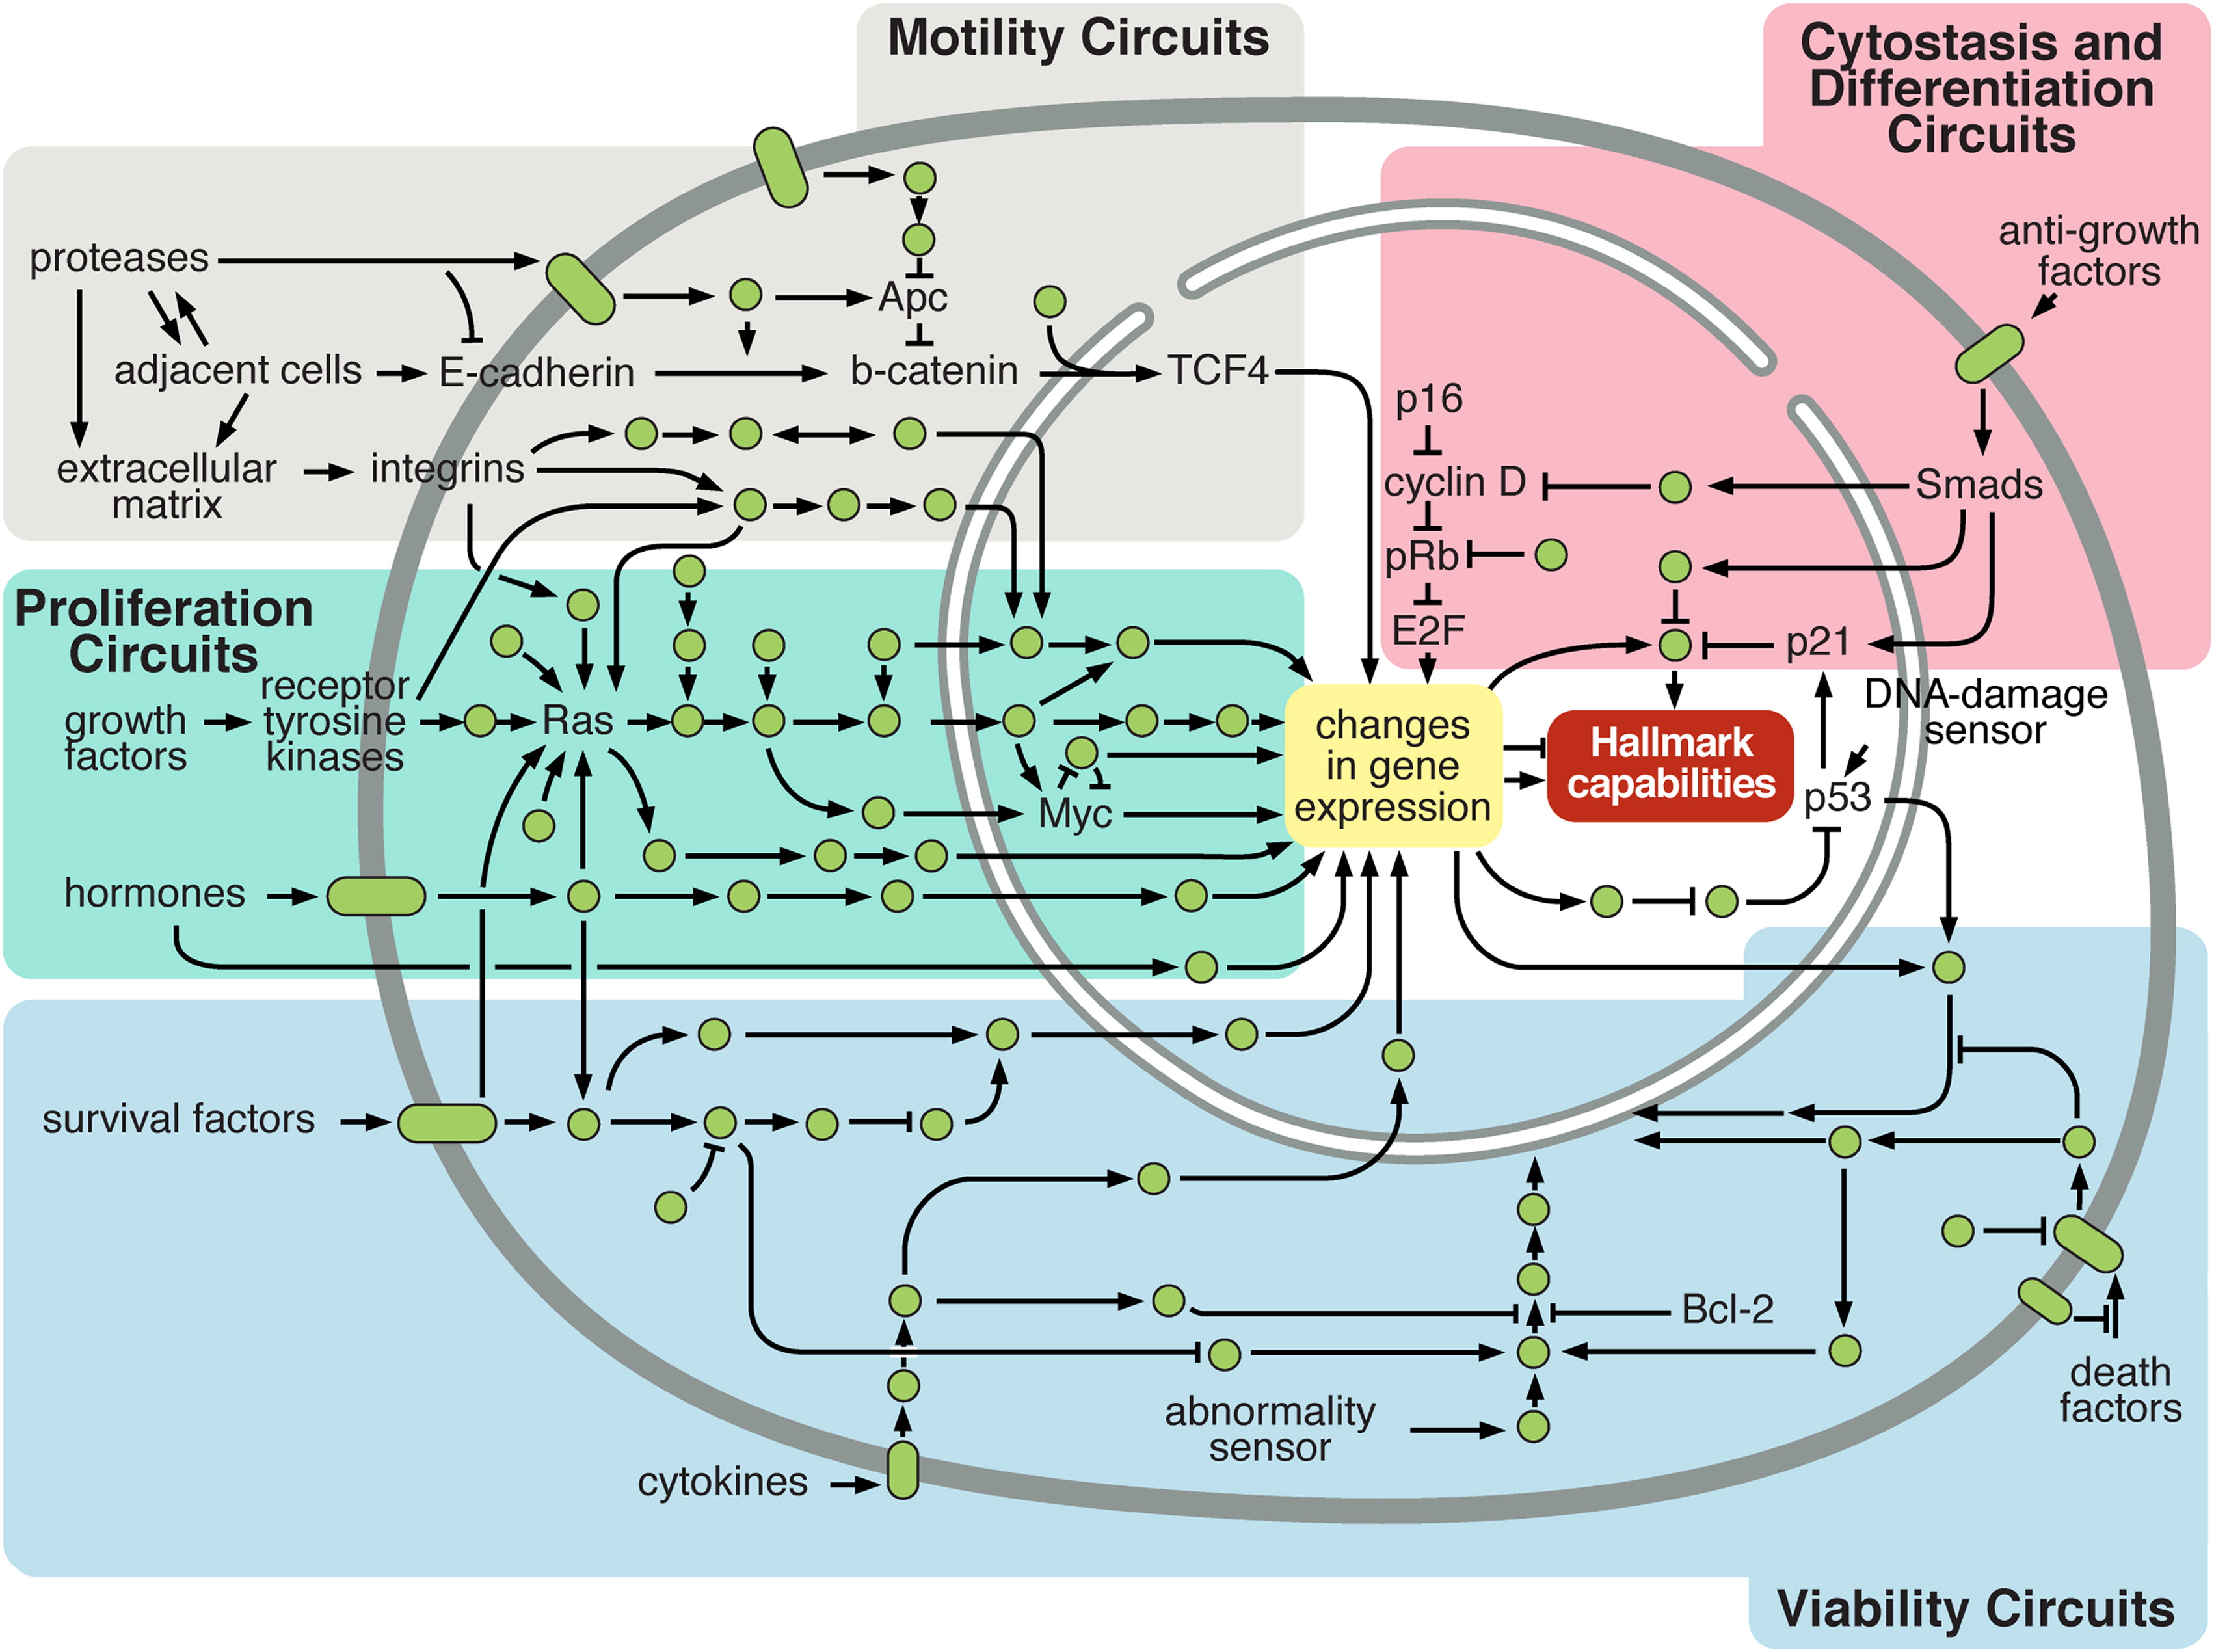 Motility Circuits
Cytostasis and
Differentiation
Circuits
proteases
adjacent cells
extracellular
matrix
E-cadherin
integrins
Apc
b-catenin
TCF4
anti-growth
factors
p16
cyclin D
pRb
E2F
Smads
p21
Proliferation
Circuits
growth
factors
receptor
tyrosine
kinases
Ras
Myc
hormones
changes
in gene
expression
Hallmark
capabilities
DNA-damage
sensor
p53
survival factors
cytokines
abnormality
sensor
Bcl-2
death
factors
Viability Circuits